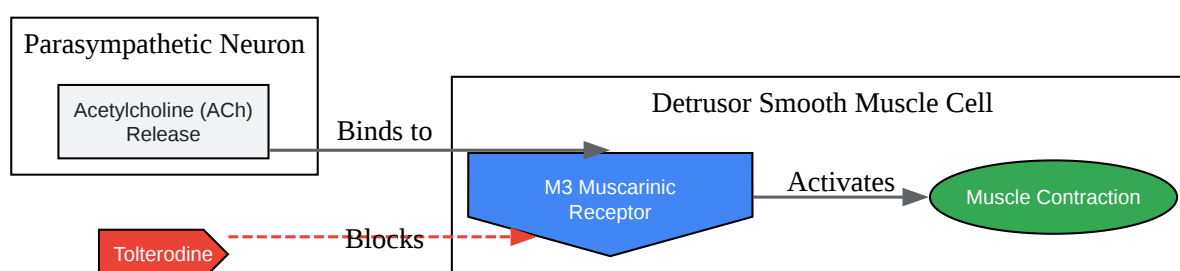 Parasympathetic Neuron
Acetylcholine (ACh)
Release
Binds to
Detrusor Smooth Muscle Cell
M3 Muscarinic
Receptor
Activates
Muscle Contraction
Tolterodine
Blocks